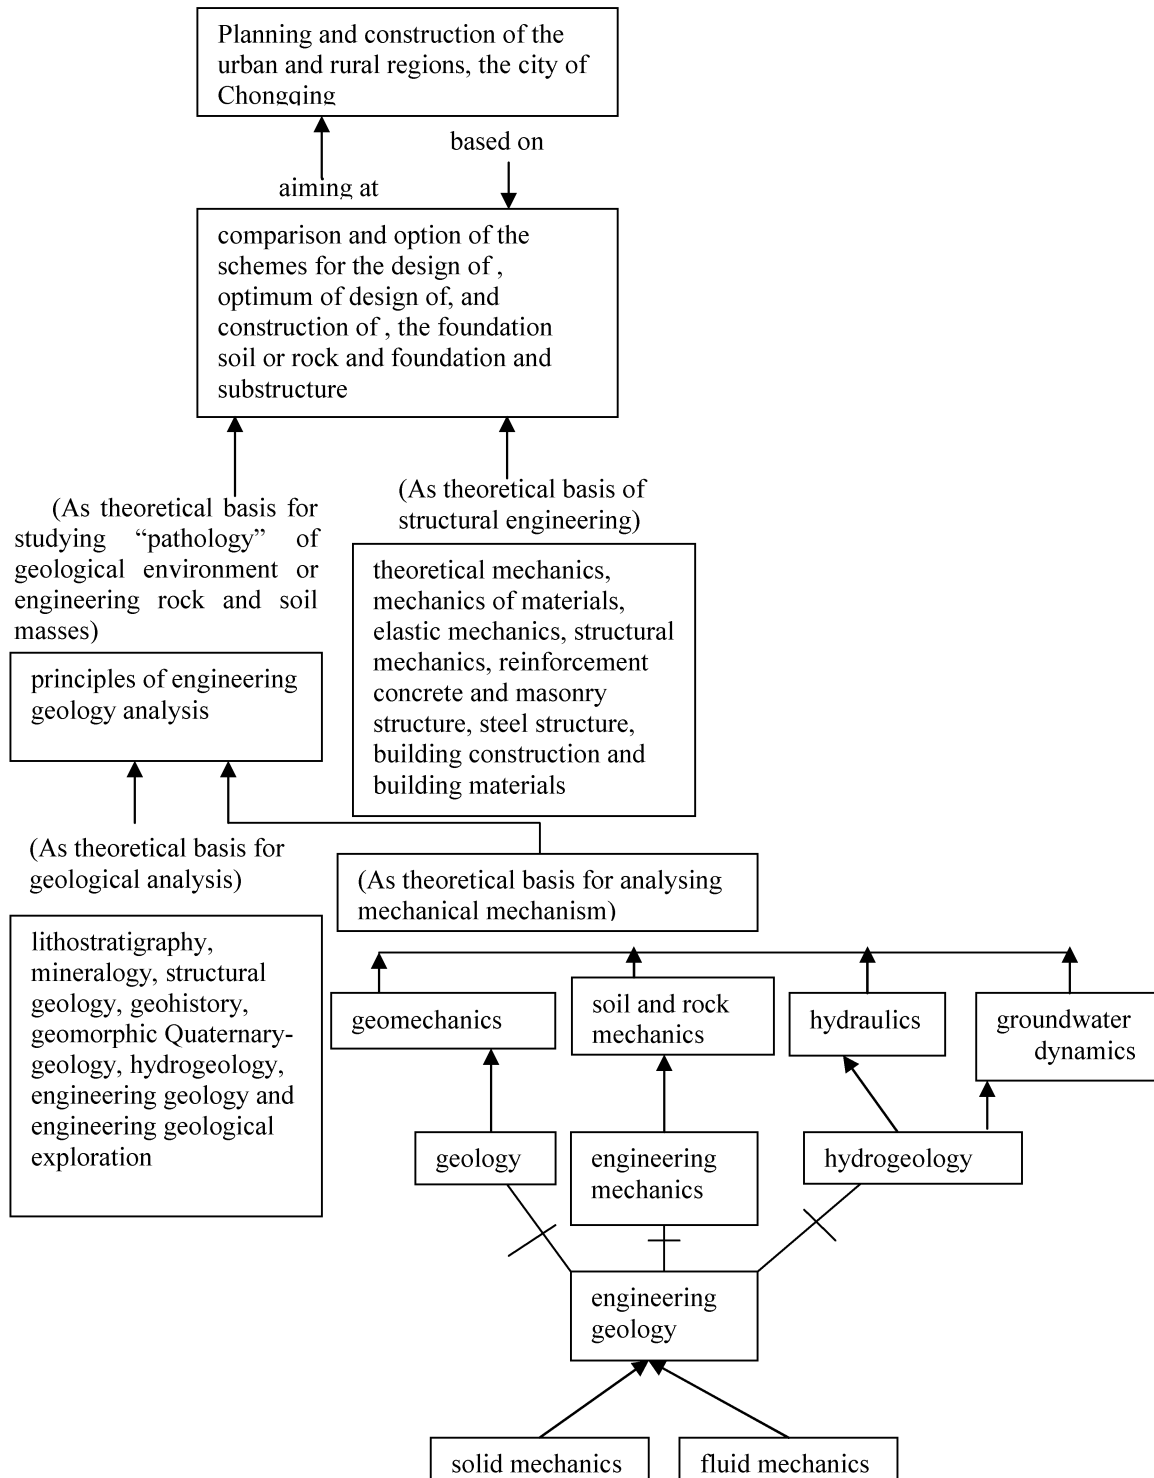 Planning and construction of the
urban and rural regions, the city of
Chongqing
based on
aiming at
comparison and option of the
schemes for the design of ,
optimum of design of, and
construction of , the foundation
soil or rock and foundation and
substructure
(As theoretical basis for
studying “pathology” of
geological environment or
engineering rock and soil
masses)
(As theoretical basis of
structural engineering)
theoretical mechanics,
mechanics of materials,
elastic mechanics, structural
mechanics, reinforcement
concrete and masonry
structure, steel structure,
building construction and
building materials
principles of engineering
geology analysis
(As theoretical basis for
geological analysis)
(As theoretical basis for analysing
mechanical mechanism)
lithostratigraphy,
mineralogy, structural
geology, geohistory,
geomorphic Quaternary-
geology, hydrogeology,
engineering geology and
engineering geological
exploration
geomechanics
soil and rock
mechanics
hydraulics
groundwater
dynamics
geology
engineering
mechanics
hydrogeology
engineering
geology
solid mechanics
fluid mechanics